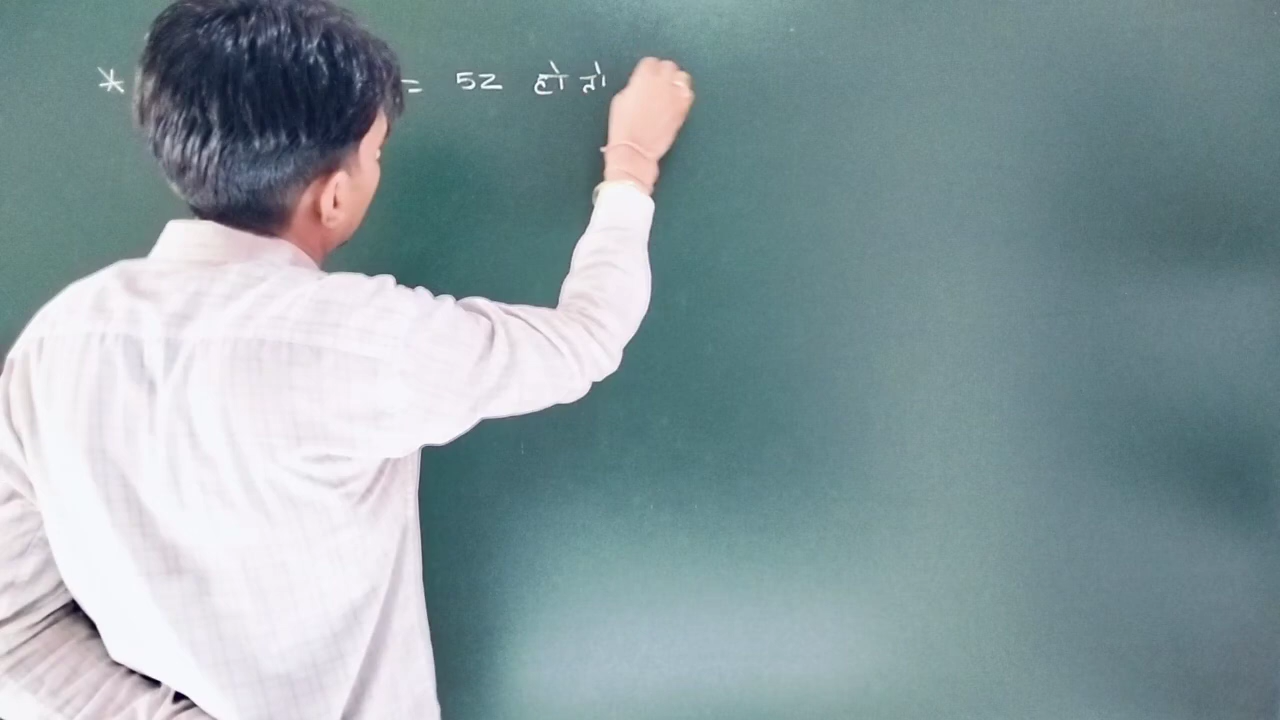 * = 52 हो तो